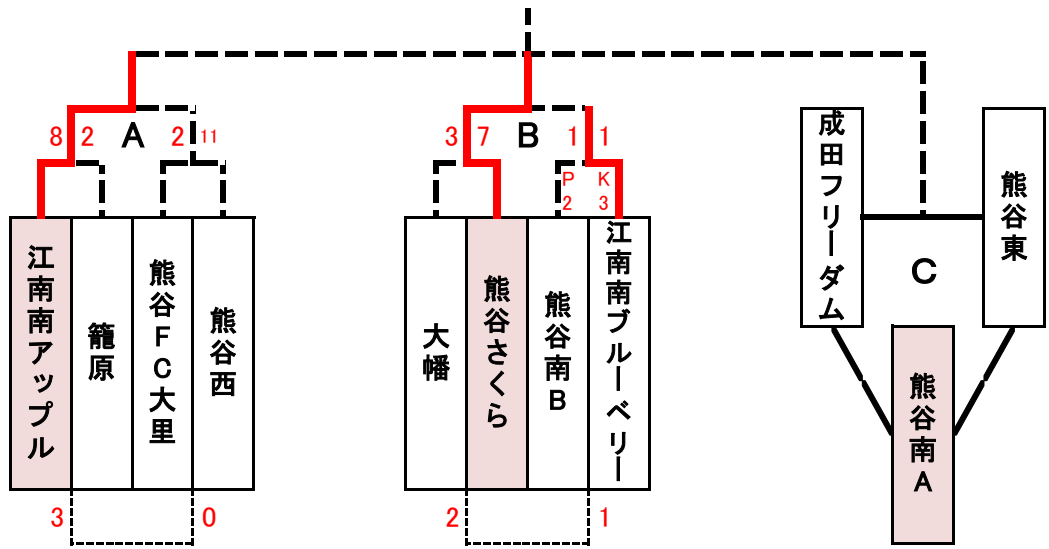 8 2 A 2 11
3 7 B 1 1
P K
2 3
江南南アップル
籠原
熊谷FC大里
熊谷西
大幡
熊谷さくら
熊谷南B
江南南ブルーベリー
成田フリーダム
熊谷東
C
熊谷南A
3 0
2 1